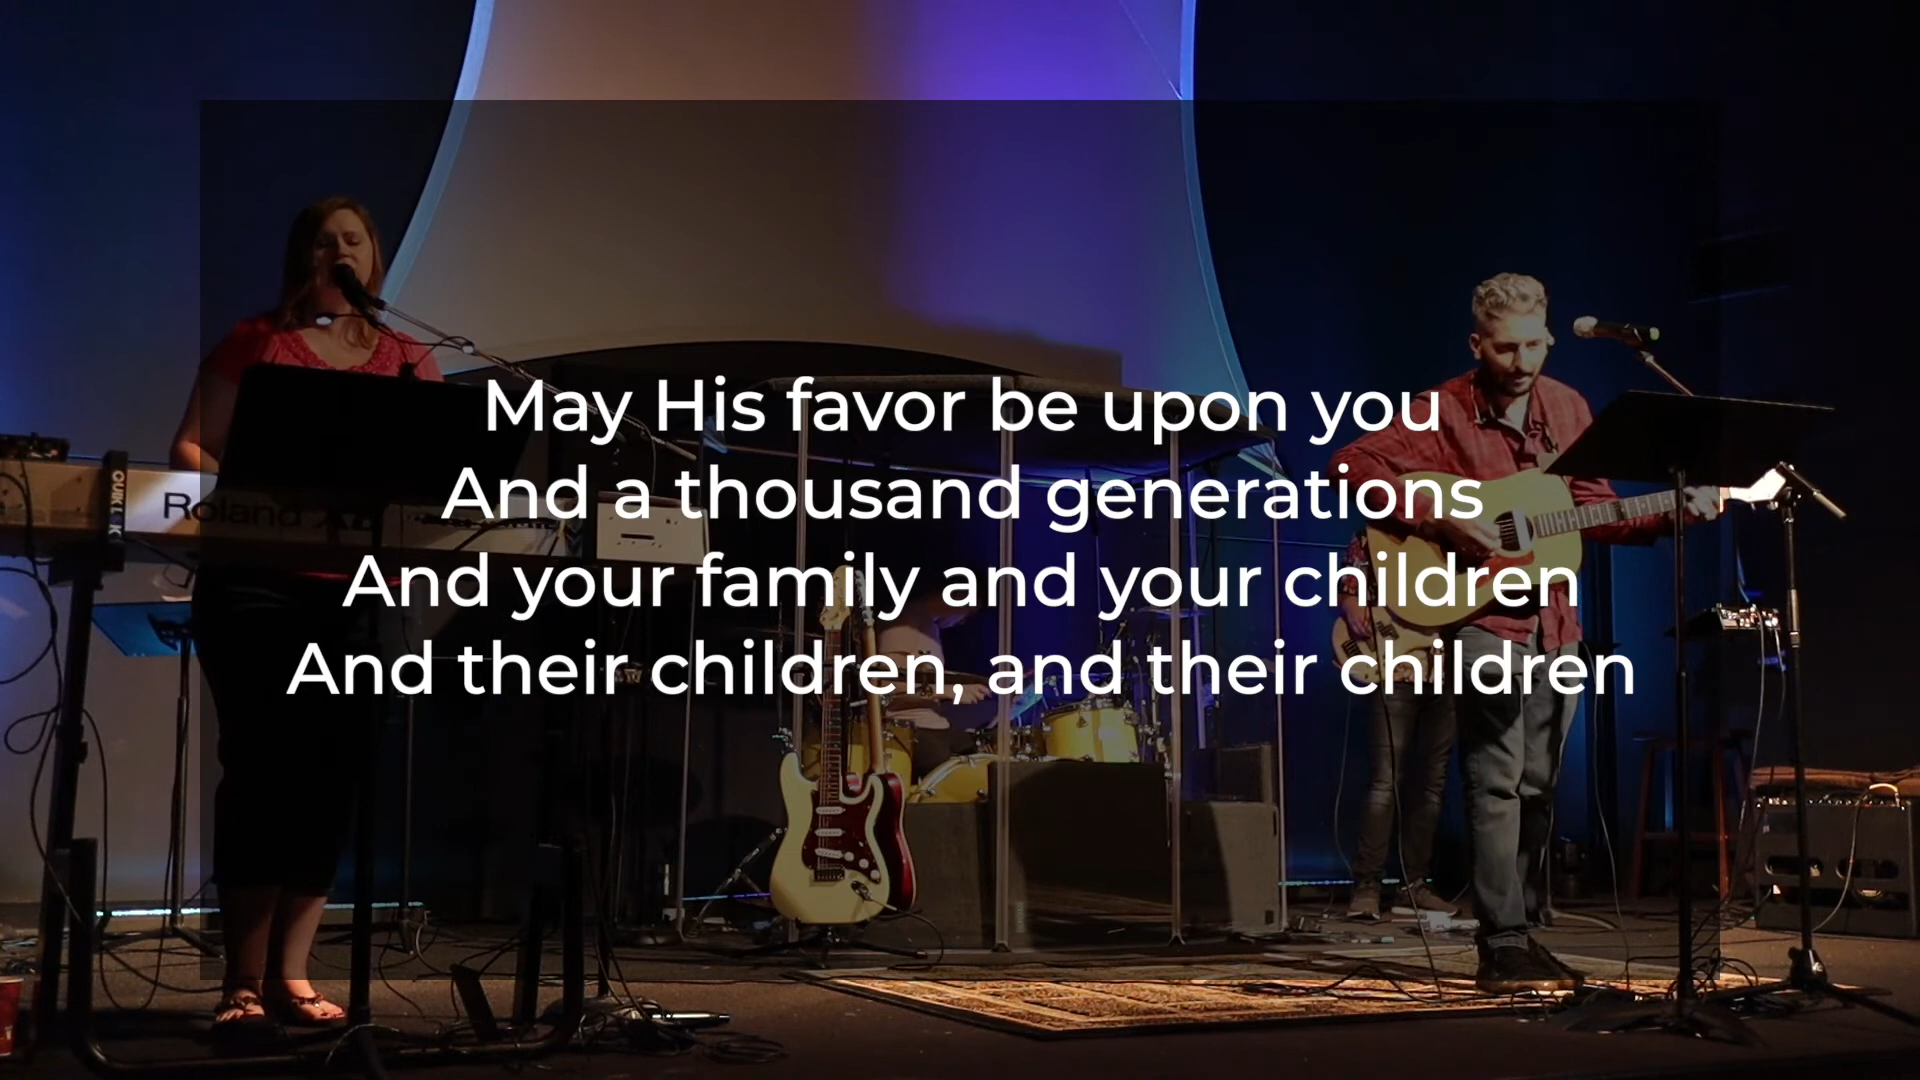 May His favor be upon you
And a thousand generations
And your family and your children
And their children, and their children
Roland